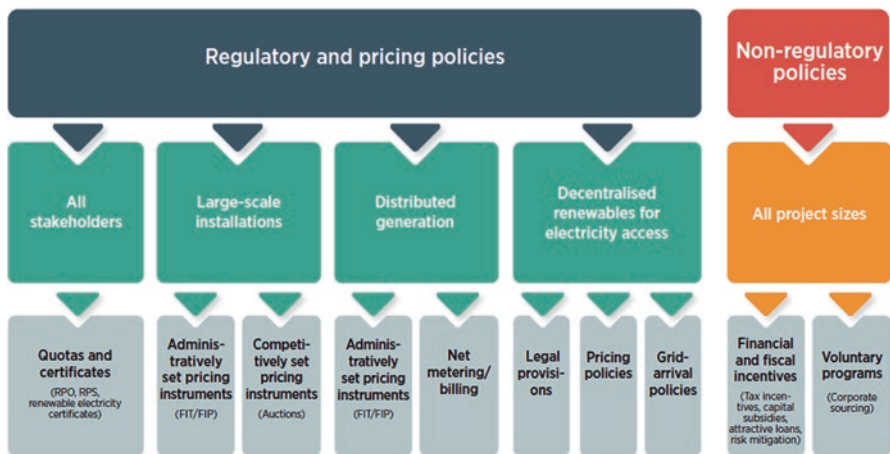 Regulatory and pricing policies
Non-regulatory
policies
All
stakeholders
Large-scale
installations
Distributed
generation
Decentralised
renewables for
electricity access
All project sizes
Quotas and
certificates
(RPO, RPS,
renewable electricity
certificates)
Adminis-
tratively
set pricing
instruments
(FIT/FIP)
Competi-
tively set
pricing
instruments
(Auctions)
Adminis-
tratively
set pricing
instruments
(FIT/FIP)
Net
metering/
billing
Legal
provisi-
ons
Pricing
policies
Grid-
arrival
policies
Financial
and fiscal
incentives
(Tax incen-
tives, capital
subsidies,
attractive loans,
risk mitigation)
Voluntary
programs
(Corporate
sourcing)